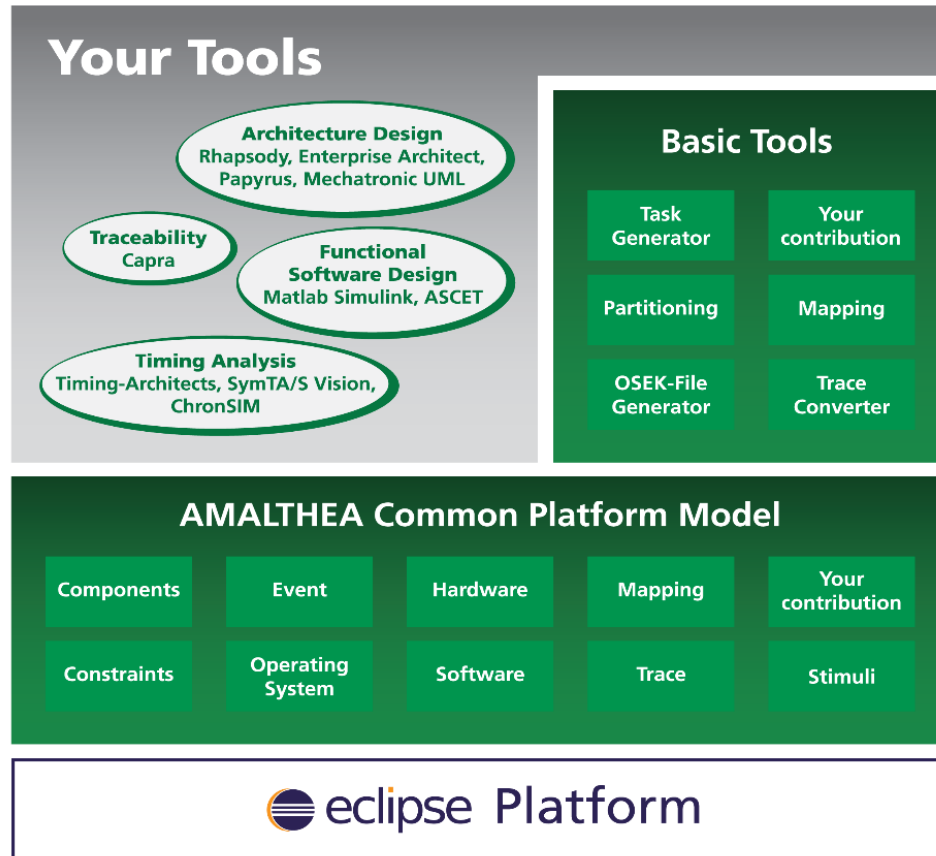 Your Tools
Architecture Design
Rhapsody, Enterprise Architect,
Papyrus, Mechatronic UML
Traceability
Capra
Functional
Software Design
Matlab Simulink, ASCET
Timing Analysis
Timing-Architects, SymTA/S Vision,
ChronSIM
Basic Tools
Task
Generator
Your
contribution
Partitioning
Mapping
OSEK-File
Generator
Trace
Converter
AMALTHEA Common Platform Model
Components
Event
Hardware
Mapping
Your
contribution
Constraints
Operating
System
Software
Trace
Stimuli
eclipse Platform